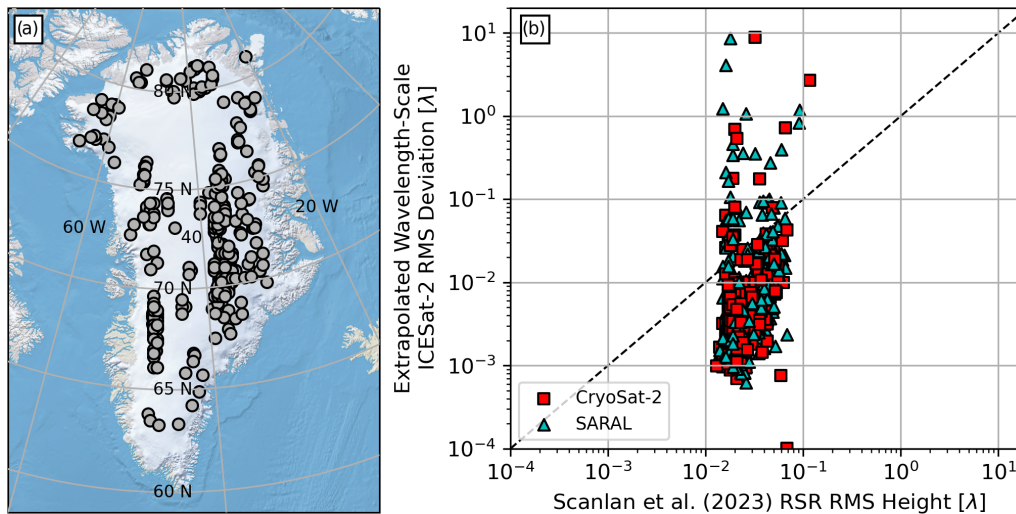 (a)
80 N
75 N
60 W
20 W
40
70 N
65 N
60 N
(b)
Extrapolated Wavelength-Scale
ICESat-2 RMS Deviation [λ]
10¹
10⁰
10⁻¹
10⁻²
10⁻³
10⁻⁴
CryoSat-2
SARAL
10⁻⁴ 10⁻³ 10⁻² 10⁻¹ 10⁰ 10¹
Scanlan et al. (2023) RSR RMS Height [λ]